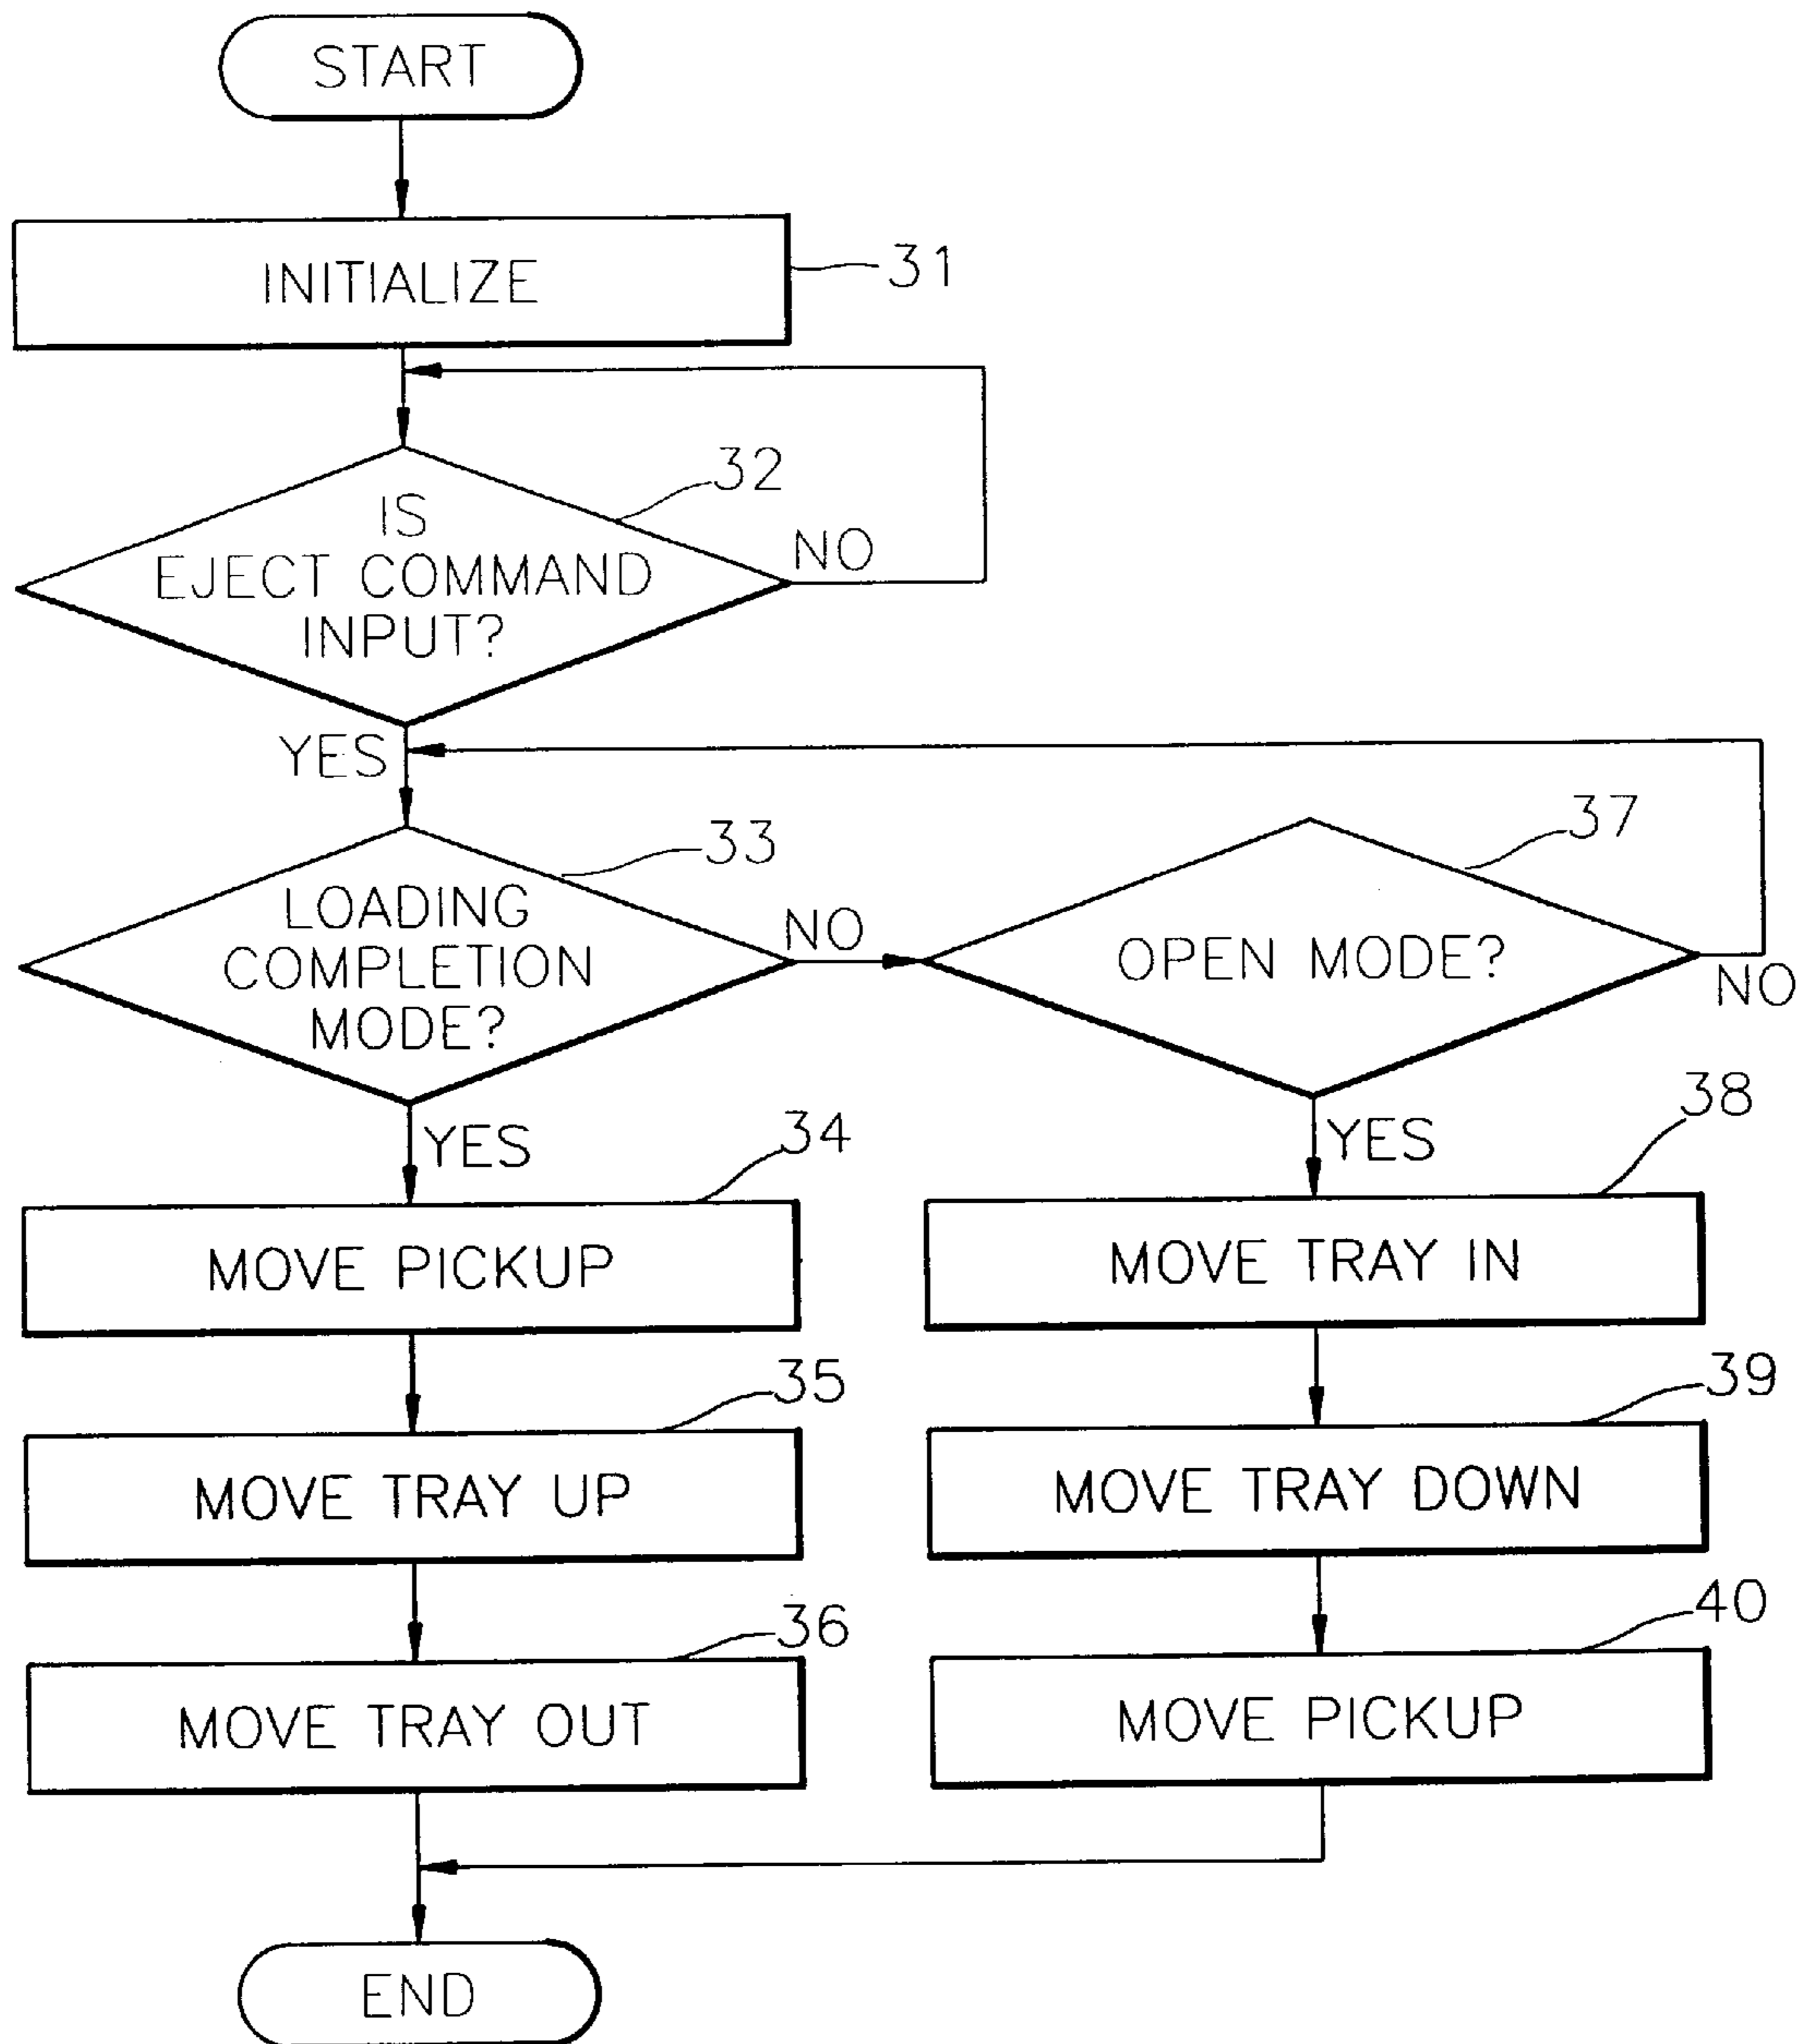 START
INITIALIZE
31
32
IS
EJECT COMMAND
INPUT?
NO
YES
33
LOADING
COMPLETION
MODE?
NO
37
OPEN MODE?
NO
YES
34
MOVE PICKUP
35
MOVE TRAY UP
36
MOVE TRAY OUT
YES
38
MOVE TRAY IN
39
MOVE TRAY DOWN
40
MOVE PICKUP
END